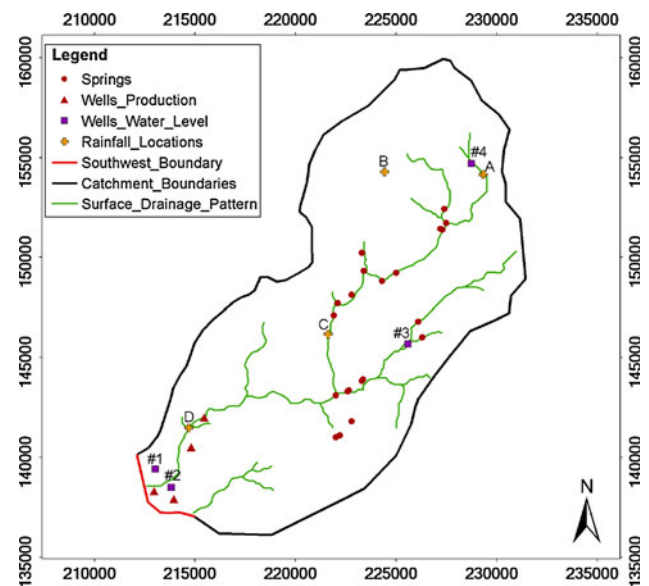 210000 215000 220000 225000 230000 235000
160000 155000 150000 145000 140000 135000
Legend
Springs
Wells_Production
Wells_Water_Level
Rainfall_Locations
Southwest_Boundary
Catchment_Boundaries
Surface_Drainage_Pattern
B
#4
A
C
#3
D
#1
#2
N
160000 155000 150000 145000 140000 135000
210000 215000 220000 225000 230000 235000